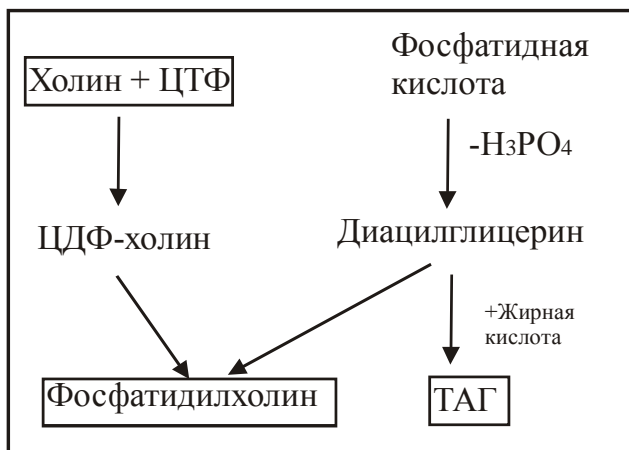 Холин + ЦТФ
Фосфатидная
кислота
-H3PO4
ЦДФ-холин
Диацилглицерин
+Жирная
кислота
Фосфатидилхолин
ТАГ